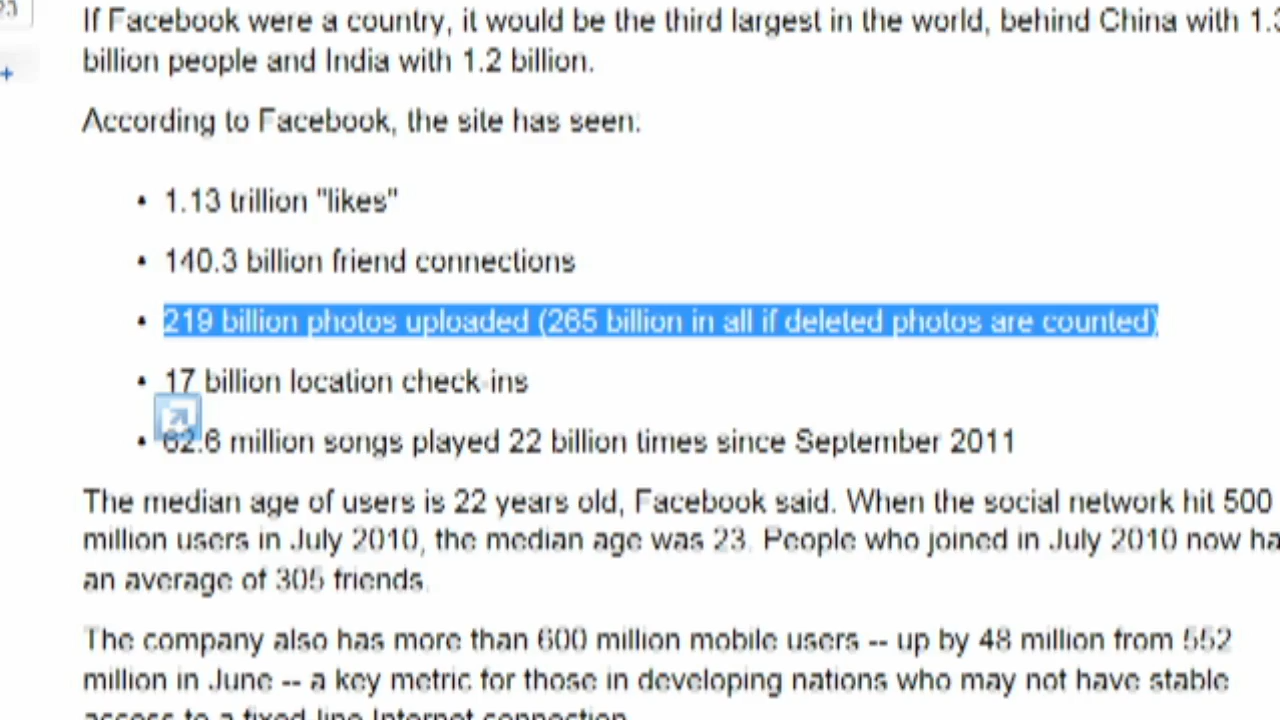 If Facebook were a country, it would be the third largest in the world, behind China with 1.3
billion people and India with 1.2 billion.
According to Facebook, the site has seen:
• 1.13 trillion "likes"
• 140.3 billion friend connections
• 219 billion photos uploaded (265 billion in all if deleted photos are counted)
• 17 billion location check-ins
• 62.6 million songs played 22 billion times since September 2011
The median age of users is 22 years old, Facebook said. When the social network hit 500
million users in July 2010, the median age was 23. People who joined in July 2010 now ha
an average of 305 friends.
The company also has more than 600 million mobile users -- up by 48 million from 552
million in June -- a key metric for those in developing nations who may not have stable
access to a fixed-line Internet connection.